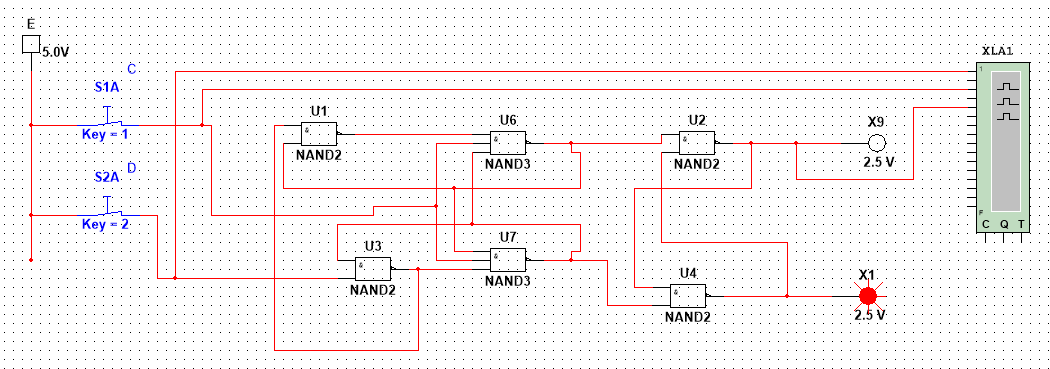 E
5.0V
C
S1A
Key = 1
D
S2A
Key = 2
U1
&
NAND2
U6
&
NAND3
U2
&
NAND2
X9
2.5 V
XLA1
1
F
C Q T
U3
&
NAND2
U7
&
NAND3
U4
&
NAND2
X1
2.5 V